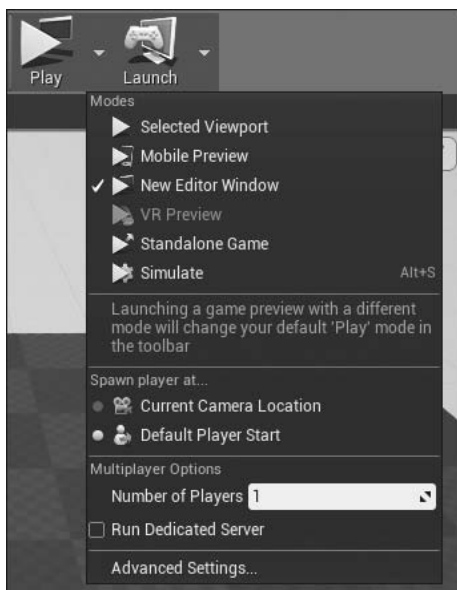 Play
Launch
Modes
Selected Viewport
Mobile Preview
New Editor Window
VR Preview
Standalone Game
Simulate Alt+S
Launching a game preview with a different
mode will change your default 'Play' mode in
the toolbar
Spawn player at...
Current Camera Location
Default Player Start
Multiplayer Options
Number of Players 1
Run Dedicated Server
Advanced Settings...